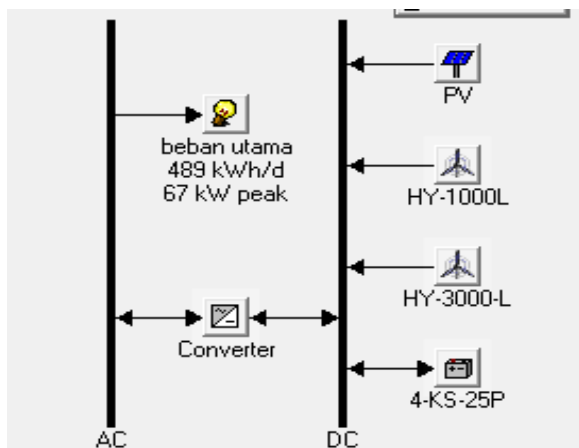 PV
beban utama
489 kWh/d
67 kW peak
HY-1000L
HY-3000-L
Converter
4-KS-25P
AC
DC